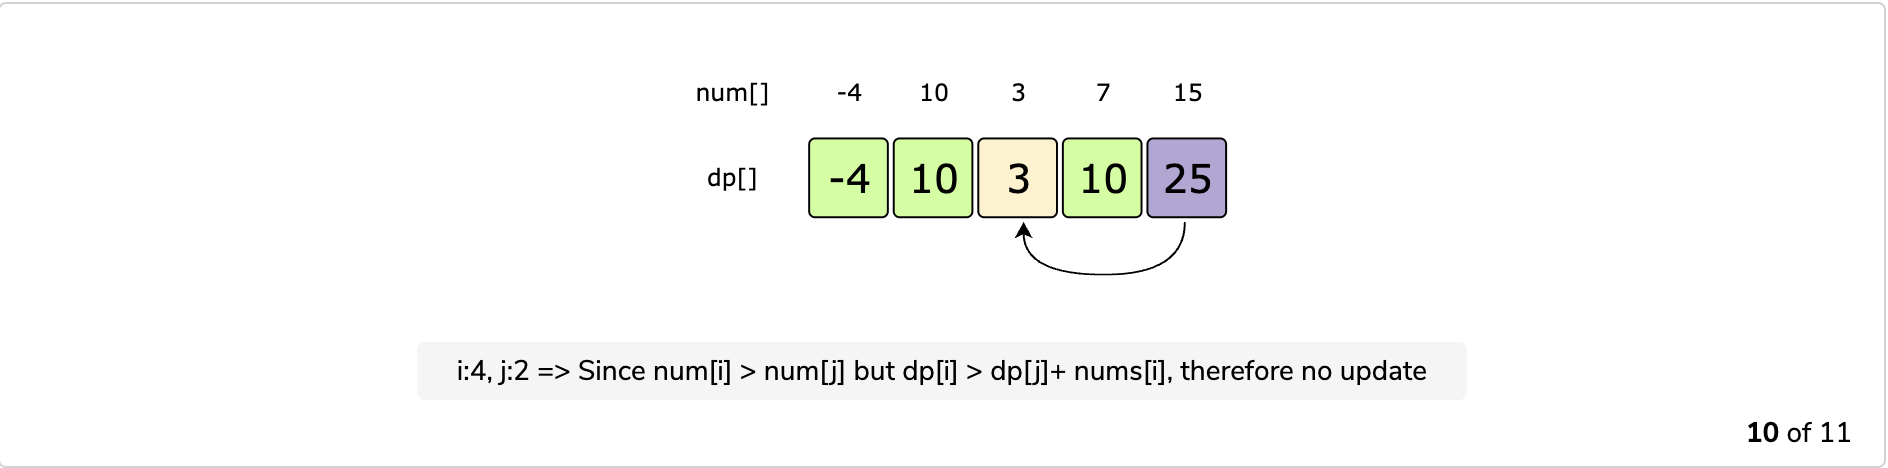 num[] -4 10 3 7 15
dp[] -4 10 3 10 25
i:4, j:2 => Since num[i] > num[j] but dp[i] > dp[j]+ nums[i], therefore no update
10 of 11